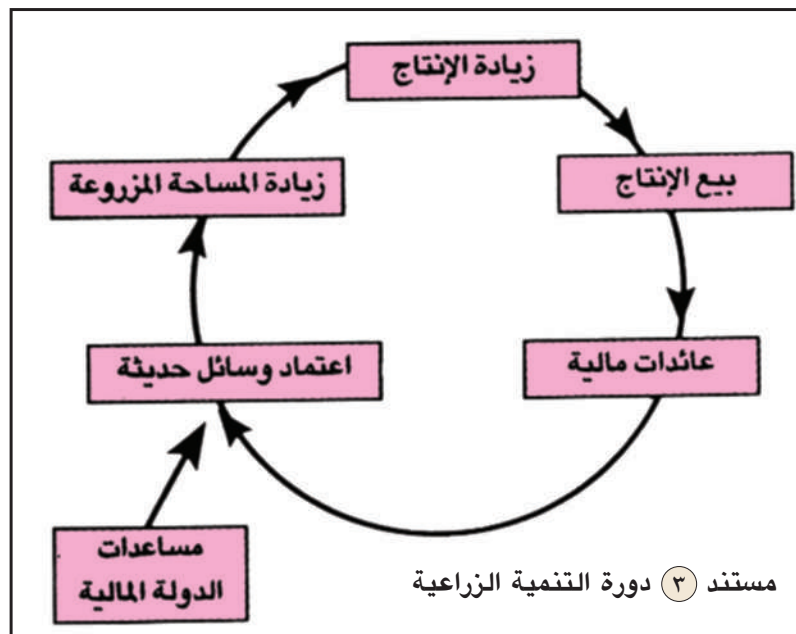 زيادة الإنتاج
بيع الإنتاج
زيادة المساحة المزروعة
عائدات مالية
اعتماد وسائل حديثة
مساعدات
الدولة المالية
مستند ٣ دورة التنمية الزراعية